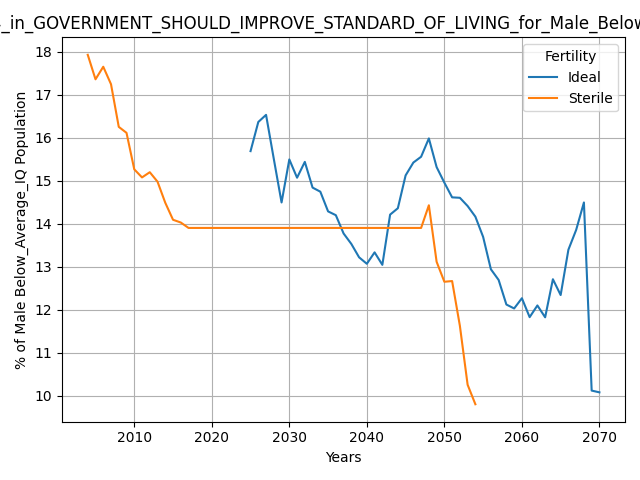 _in_GOVERNMENT_SHOULD_IMPROVE_STANDARD_OF_LIVING_for_Male_Below
Fertility
Ideal
Sterile
% of Male Below_Average_IQ Population
18
17
16
15
14
13
12
11
10
2010 2020 2030 2040 2050 2060 2070
Years